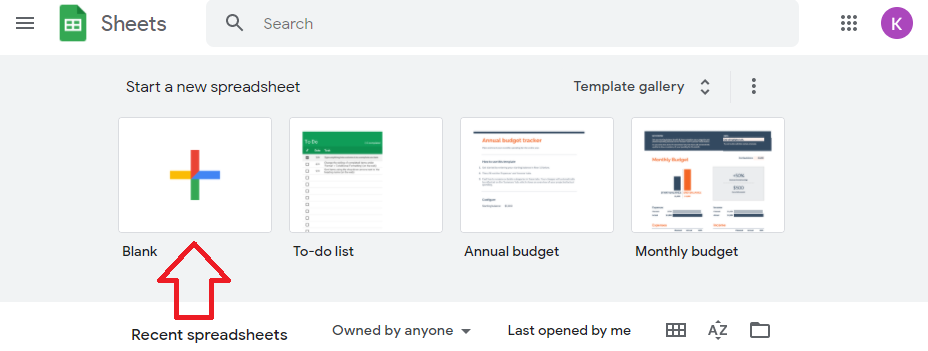 Sheets
Search
K
Start a new spreadsheet
Template gallery
To Do
Annual budget tracker
Monthly Budget
Blank
To-do list
Annual budget
Monthly budget
Recent spreadsheets
Owned by anyone
Last opened by me
AZ